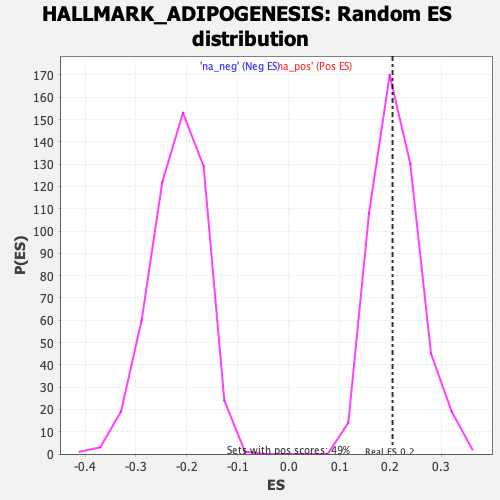 HALLMARK_ADIPOGENESIS: Random ES
distribution
'na_neg' (Neg ES)
na_pos' (Pos ES)
170
160
150
140
130
120
110
100
90
80
70
60
50
40
30
20
10
0
P(ES)
Sets with pos scores: 49%
Real ES 0.2
-0.4 -0.3 -0.2 -0.1 0.0 0.1 0.2 0.3
ES